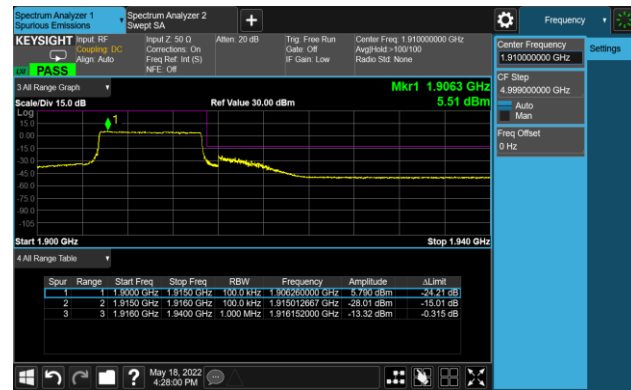 Spectrum Analyzer 1
Spurious Emissions
Spectrum Analyzer 2
Swept SA
Frequency
KEYSIGHT
Input: RF
Coupling: DC
Align: Auto
Input Z: 50 Ω
Corrections: On
Freq Ref: Int (S)
NFE: Off
Atten: 20 dB
Trig: Free Run
Gate: Off
IF Gain: Low
Center Freq: 1.910000000 GHz
Avg|Hold:>100/100
Radio Std: None
PASS
Center Frequency
1.910000000 GHz
Settings
CF Step
4.999000000 GHz
Auto
Man
Freq Offset
0 Hz
3 All Range Graph
Mkr1 1.9063 GHz
Scale/Div 15.0 dB
Ref Value 30.00 dBm
5.51 dBm
Log
15.0
0.00
-15.0
-30.0
-45.0
-60.0
-75.0
-90.0
-105
1
Start 1.900 GHz
Stop 1.940 GHz
4 All Range Table
Spur Range Start Freq Stop Freq RBW Frequency Amplitude ΔLimit
1 1 1.9000 GHz 1.9150 GHz 100.0 kHz 1.906260000 GHz 5.790 dBm -24.21 dB
2 2 1.9150 GHz 1.9160 GHz 100.0 kHz 1.915012667 GHz -28.01 dBm -15.01 dB
3 3 1.9160 GHz 1.9400 GHz 1.000 MHz 1.916152000 GHz -13.32 dBm -0.315 dB
May 18, 2022
4:28:00 PM